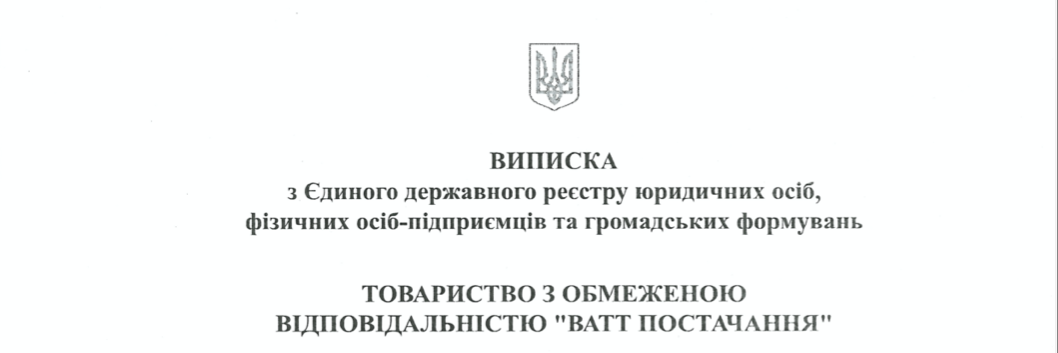 ВИПИСКА
з Єдиного державного реєстру юридичних осіб,
фізичних осіб-підприємців та громадських формувань
ТОВАРИСТВО З ОБМЕЖЕНОЮ
ВІДПОВІДАЛЬНІСТЮ "ВАТТ ПОСТАЧАННЯ"